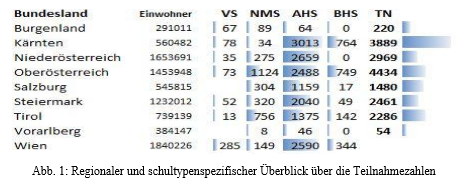 Bundesland Einwohner VS NMS AHS BHS TN
Burgenland 291011 67 89 64 0 220
Kärnten 560482 78 34 3013 764 3889
Niederösterreich 1653691 35 275 2659 0 2969
Oberösterreich 1453948 73 1124 2488 749 4434
Salzburg 545815 304 1159 17 1480
Steiermark 1232012 52 320 2040 49 2461
Tirol 739139 13 756 1375 142 2286
Vorarlberg 384147 8 46 0 54
Wien 1840226 285 149 2590 344
Abb. 1: Regionaler und schultypenspezifischer Überblick über die Teilnahmezahlen